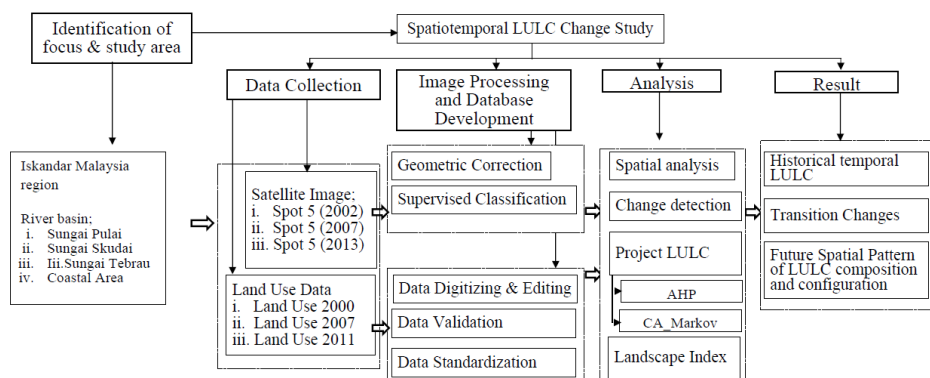 Identification of
focus & study area
Spatiotemporal LULC Change Study
Data Collection
Image Processing
and Database
Development
Analysis
Result
Iskandar Malaysia
region
River basin;
i. Sungai Pulai
ii. Sungai Skudai
iii. Iii.Sungai Tebrau
iv. Coastal Area
Satellite Image;
i. Spot 5 (2002)
ii. Spot 5 (2007)
iii. Spot 5 (2013)
Land Use Data
i. Land Use 2000
ii. Land Use 2007
iii. Land Use 2011
Geometric Correction
Supervised Classification
Data Digitizing & Editing
Data Validation
Data Standardization
Spatial analysis
Change detection
Project LULC
AHP
CA_Markov
Landscape Index
Historical temporal
LULC
Transition Changes
Future Spatial Pattern
of LULC composition
and configuration